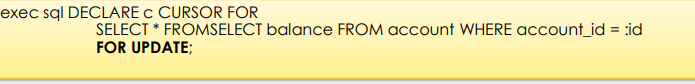 exec sql DECLARE c CURSOR FOR
SELECT * FROMSELECT balance FROM account WHERE account_id = :id
FOR UPDATE;